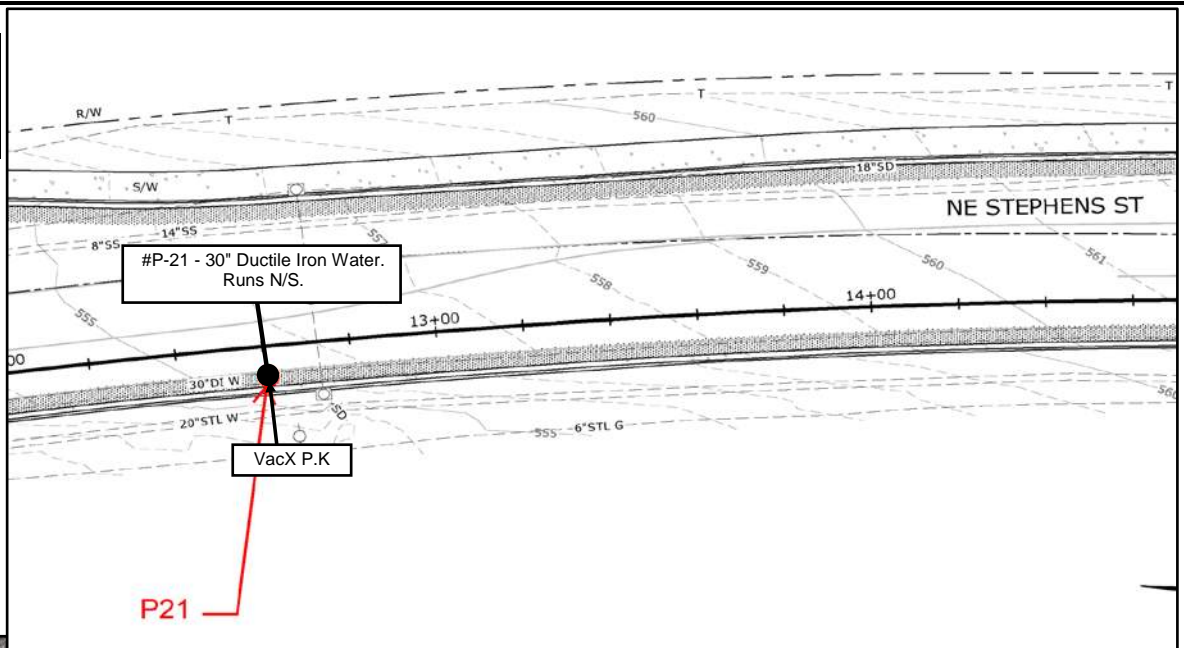 R/W
T
T
T
560
S/W
18"SD
NE STEPHENS ST
8"SS
14"SS
557
#P-21 - 30" Ductile Iron Water.
Runs N/S.
558
559
560
561
555
13+00
14+00
00
30"DI W
20"STL W
SD
555
6"STL G
560
VacX P.K
P21